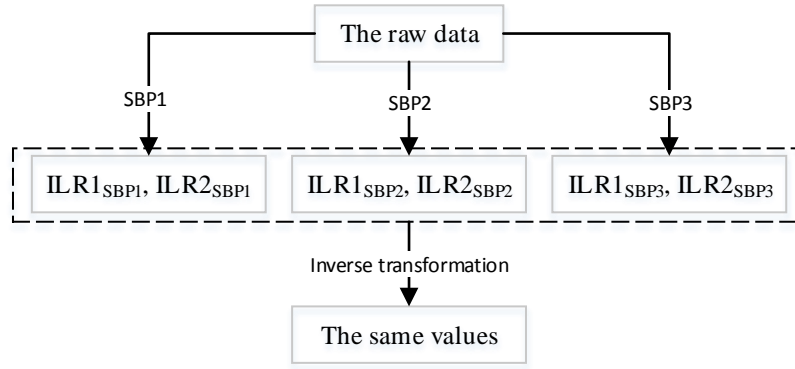 The raw data
SBP1 SBP2 SBP3
ILR1SBP1, ILR2SBP1 ILR1SBP2, ILR2SBP2 ILR1SBP3, ILR2SBP3
Inverse transformation
The same values